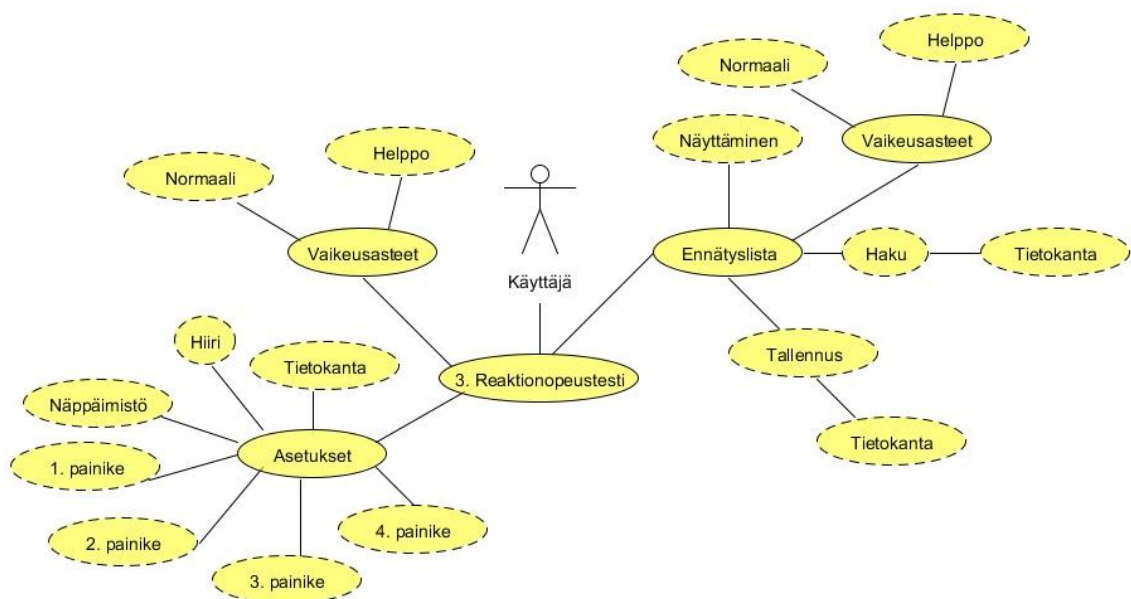 Helppo
Normaali
Näyttäminen
Vaikeusasteet
Helppo
Normaali
Vaikeusasteet
Käyttäjä
Ennätyslista
Haku
Tietokanta
Hiiri
Tietokanta
3. Reaktionopeustesti
Tallennus
Näppäimistö
Tietokanta
1. painike
Asetukset
2. painike
4. painike
3. painike